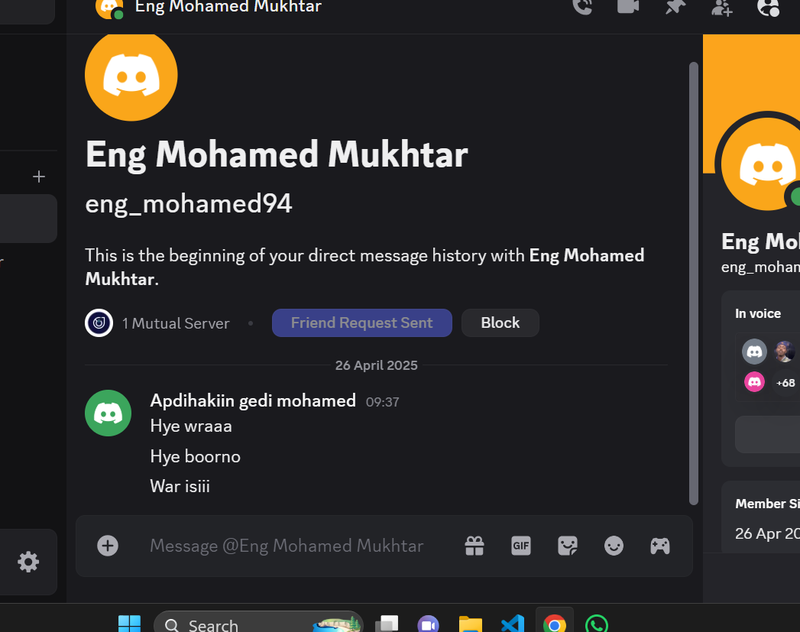 Eng Mohamed Mukhtar
Eng Mohamed Mukhtar
eng_mohamed94
This is the beginning of your direct message history with Eng Mohamed
Mukhtar.
1 Mutual Server
Friend Request Sent
Block
26 April 2025
Apdihakiin gedi mohamed 09:37
Hye wraaa
Hye boorno
War isiii
Message @Eng Mohamed Mukhtar
GIF
Search
Eng Mo
eng_moham
In voice
+68
Member Si
26 Apr 20